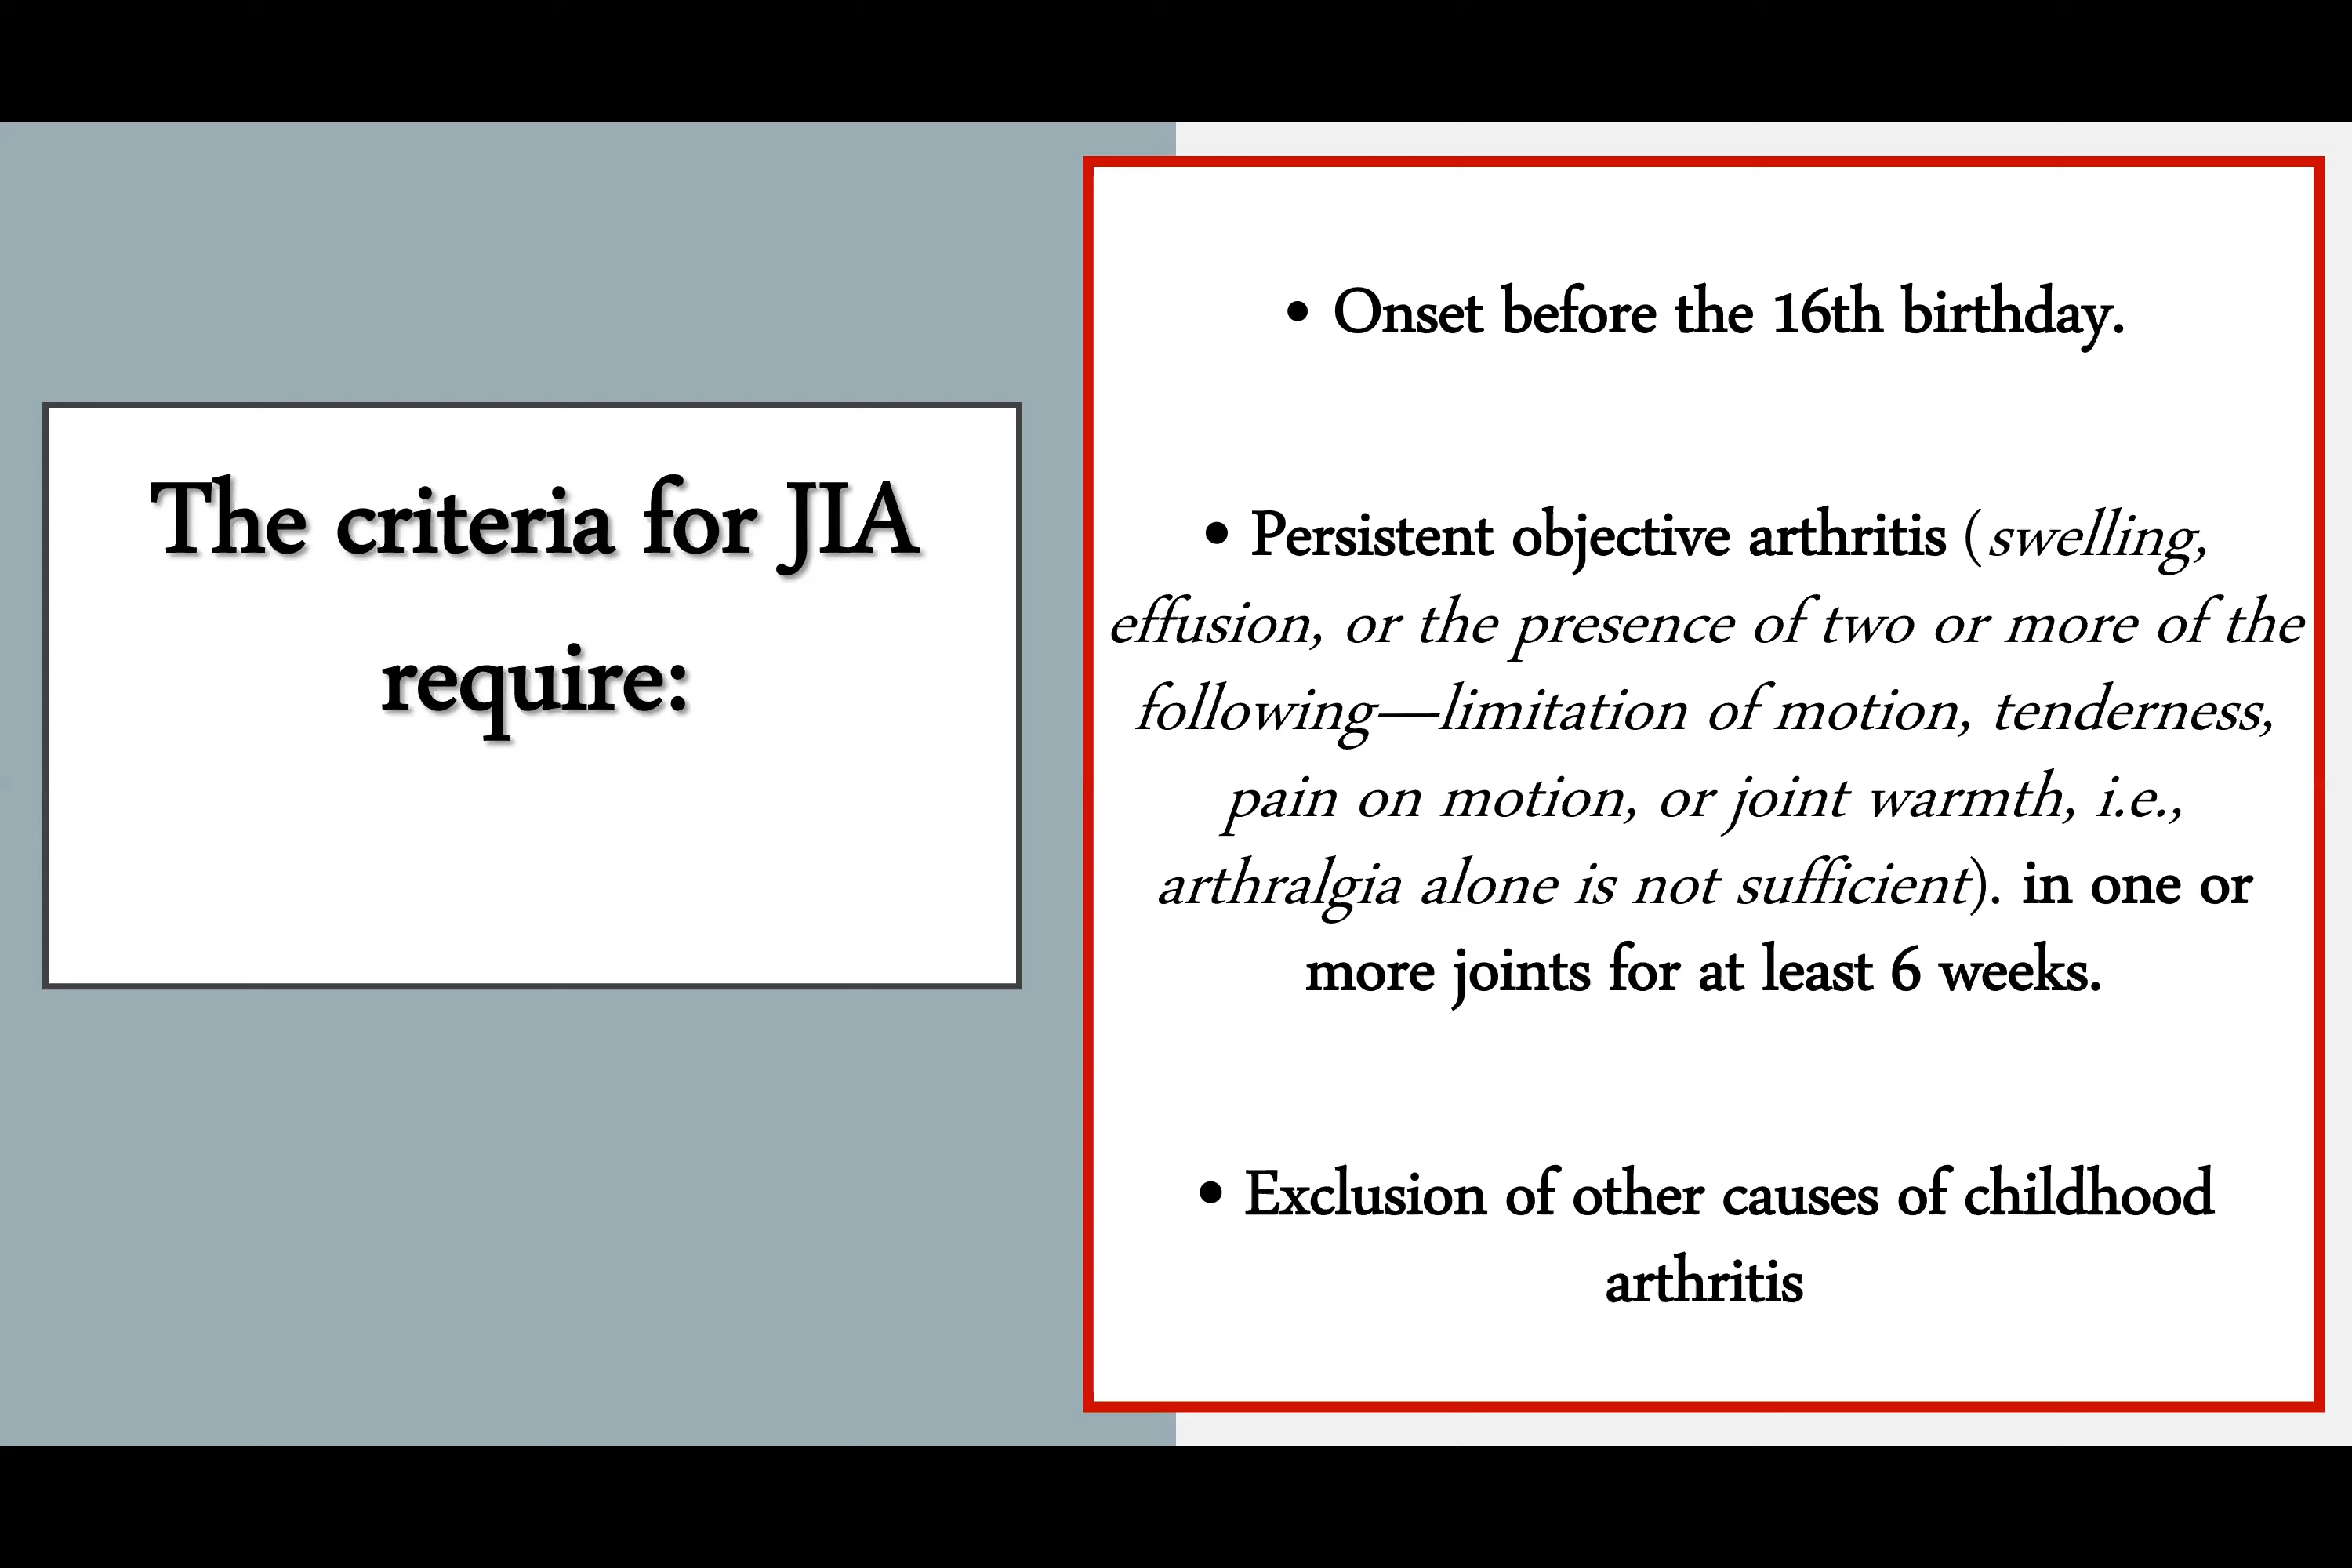 The criteria for JIA
require:
• Onset before the 16th birthday.
• Persistent objective arthritis (swelling,
effusion, or the presence of two or more of the
following—limitation of motion, tenderness,
pain on motion, or joint warmth, i.e.,
arthralgia alone is not sufficient). in one or
more joints for at least 6 weeks.
• Exclusion of other causes of childhood
arthritis